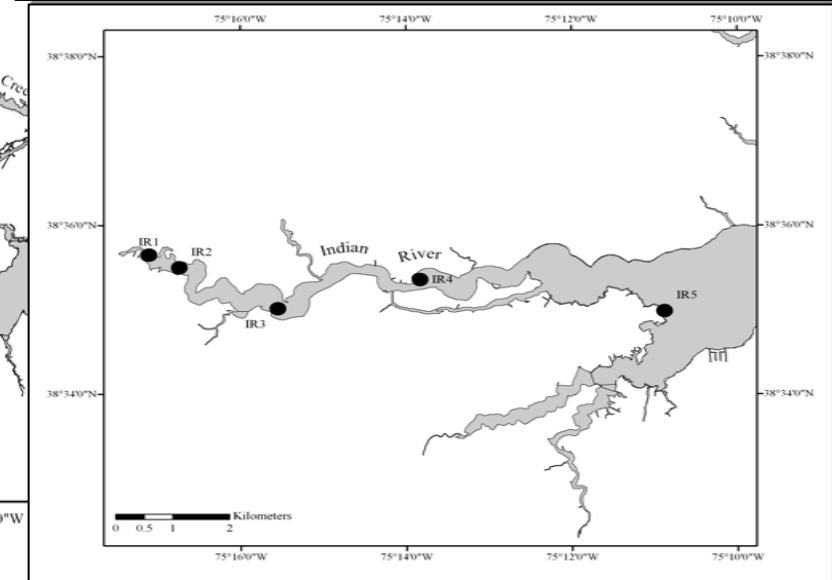 75°16'0"W 75°14'0"W 75°12'0"W 75°10'0"W
38°38'0"N 38°38'0"N
Cree
38°36'0"N 38°36'0"N
IR1
IR2
Indian River
IR4
IR5
IR3
38°34'0"N 38°34'0"N
Kilometers
0 0.5 1 2
0"W
75°16'0"W 75°14'0"W 75°12'0"W 75°10'0"W